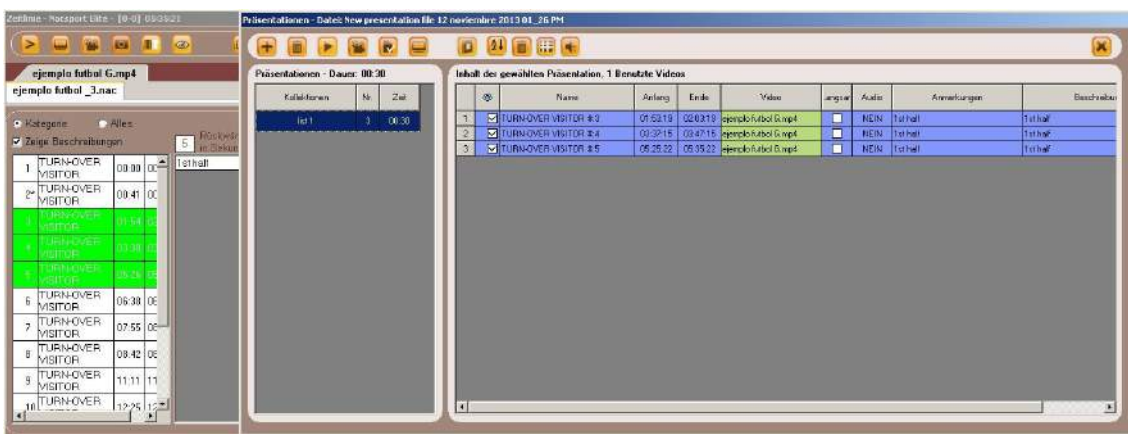 Zeitlinie - Nacsport Elite - [0-0]
Präsentationen - Datei: New presentation file 12 noviembre 2013 01_26 PM
ejemplo futbol G.mp4
ejemplo futbol _3.nac
Kategorie Alles
Zeige Beschreibungen
5
1 TURN-OVER VISITOR 00:00
2* TURN-OVER VISITOR 00:41
3 TURN-OVER VISITOR 01:54
4 TURN-OVER VISITOR
5 TURN-OVER VISITOR
6 TURN-OVER VISITOR 06:38 06
7 TURN-OVER VISITOR 07:55 08
8 TURN-OVER VISITOR 08:42 08
9 TURN-OVER VISITOR 11:11 11
10 TURN-OVER 12:25 12
1st half
Präsentationen - Dauer: 00:30
Kollektionen Nr. Zeit
list 1 3 00:30
Inhalt der gewählten Präsentation, 1 Benutzte Videos
Name Anfang Ende Video Audio Anmerkungen
1 TURN-OVER VISITOR # 3 01:53:19 02:03:19 ejemplo futbol G.mp4 NEIN 1st half 1st half
2 TURN-OVER VISITOR # 4 03:37:15 03:47:15 ejemplo futbol G.mp4 NEIN 1st half 1st half
3 TURN-OVER VISITOR # 5 05:25:22 05:35:22 ejemplo futbol G.mp4 NEIN 1st half 1st half